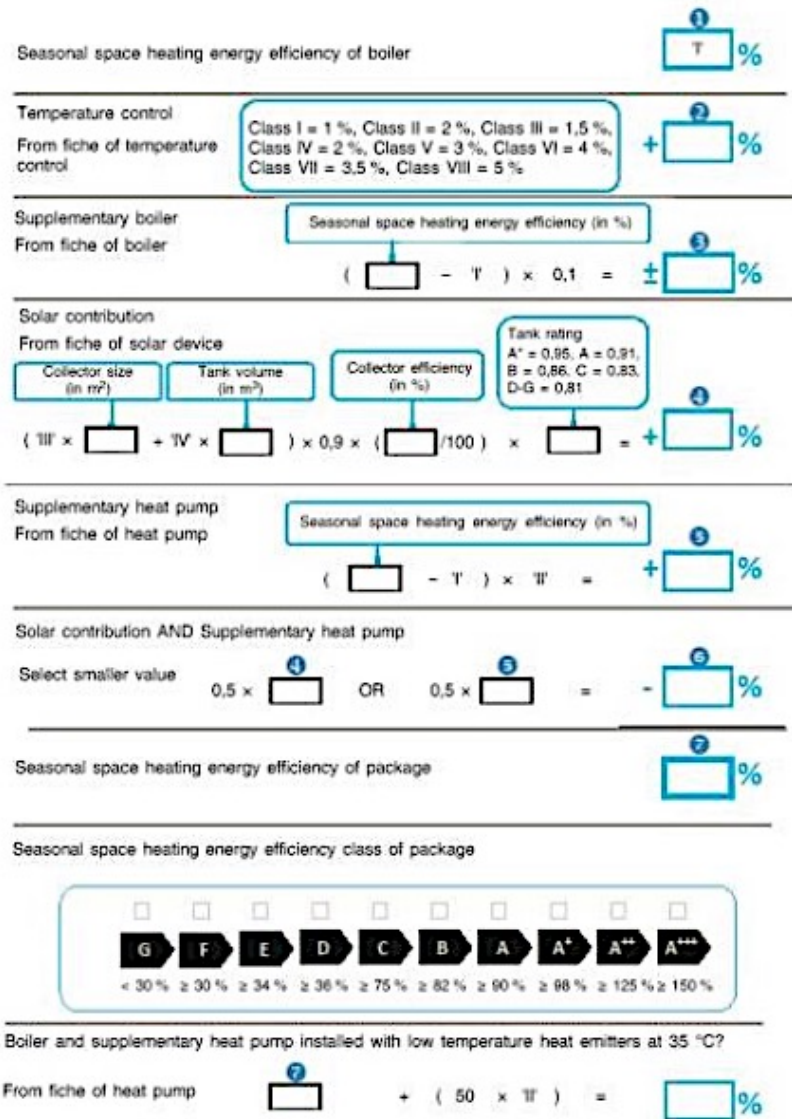 ❶
Seasonal space heating energy efficiency of boiler 'I' %
❷
Temperature control
From fiche of temperature control
Class I = 1 %, Class II = 2 %, Class III = 1,5 %,
Class IV = 2 %, Class V = 3 %, Class VI = 4 %,
Class VII = 3,5 %, Class VIII = 5 %
+ %
Supplementary boiler
From fiche of boiler
Seasonal space heating energy efficiency (in %)
❸
( - 'I' ) × 0,1 = ± %
Solar contribution
From fiche of solar device
Collector size
(in m²)
Tank volume
(in m³)
Collector efficiency
(in %)
Tank rating
A* = 0,95, A = 0,91,
B = 0,86, C = 0,83,
D-G = 0,81
❹
( 'III' × + 'IV' × ) × 0,9 × ( /100 ) × = + %
Supplementary heat pump
From fiche of heat pump
Seasonal space heating energy efficiency (in %)
❺
( - 'I' ) × 'II' = + %
Solar contribution AND Supplementary heat pump
Select smaller value
❹ ❺ ❻
0,5 × OR 0,5 × = - %
❼
Seasonal space heating energy efficiency of package %
Seasonal space heating energy efficiency class of package
G F E D C B A A⁺ A⁺⁺ A⁺⁺⁺
< 30 % ≥ 30 % ≥ 34 % ≥ 36 % ≥ 75 % ≥ 82 % ≥ 90 % ≥ 98 % ≥ 125 % ≥ 150 %
Boiler and supplementary heat pump installed with low temperature heat emitters at 35 °C?
❼
From fiche of heat pump + ( 50 × 'II' ) = %